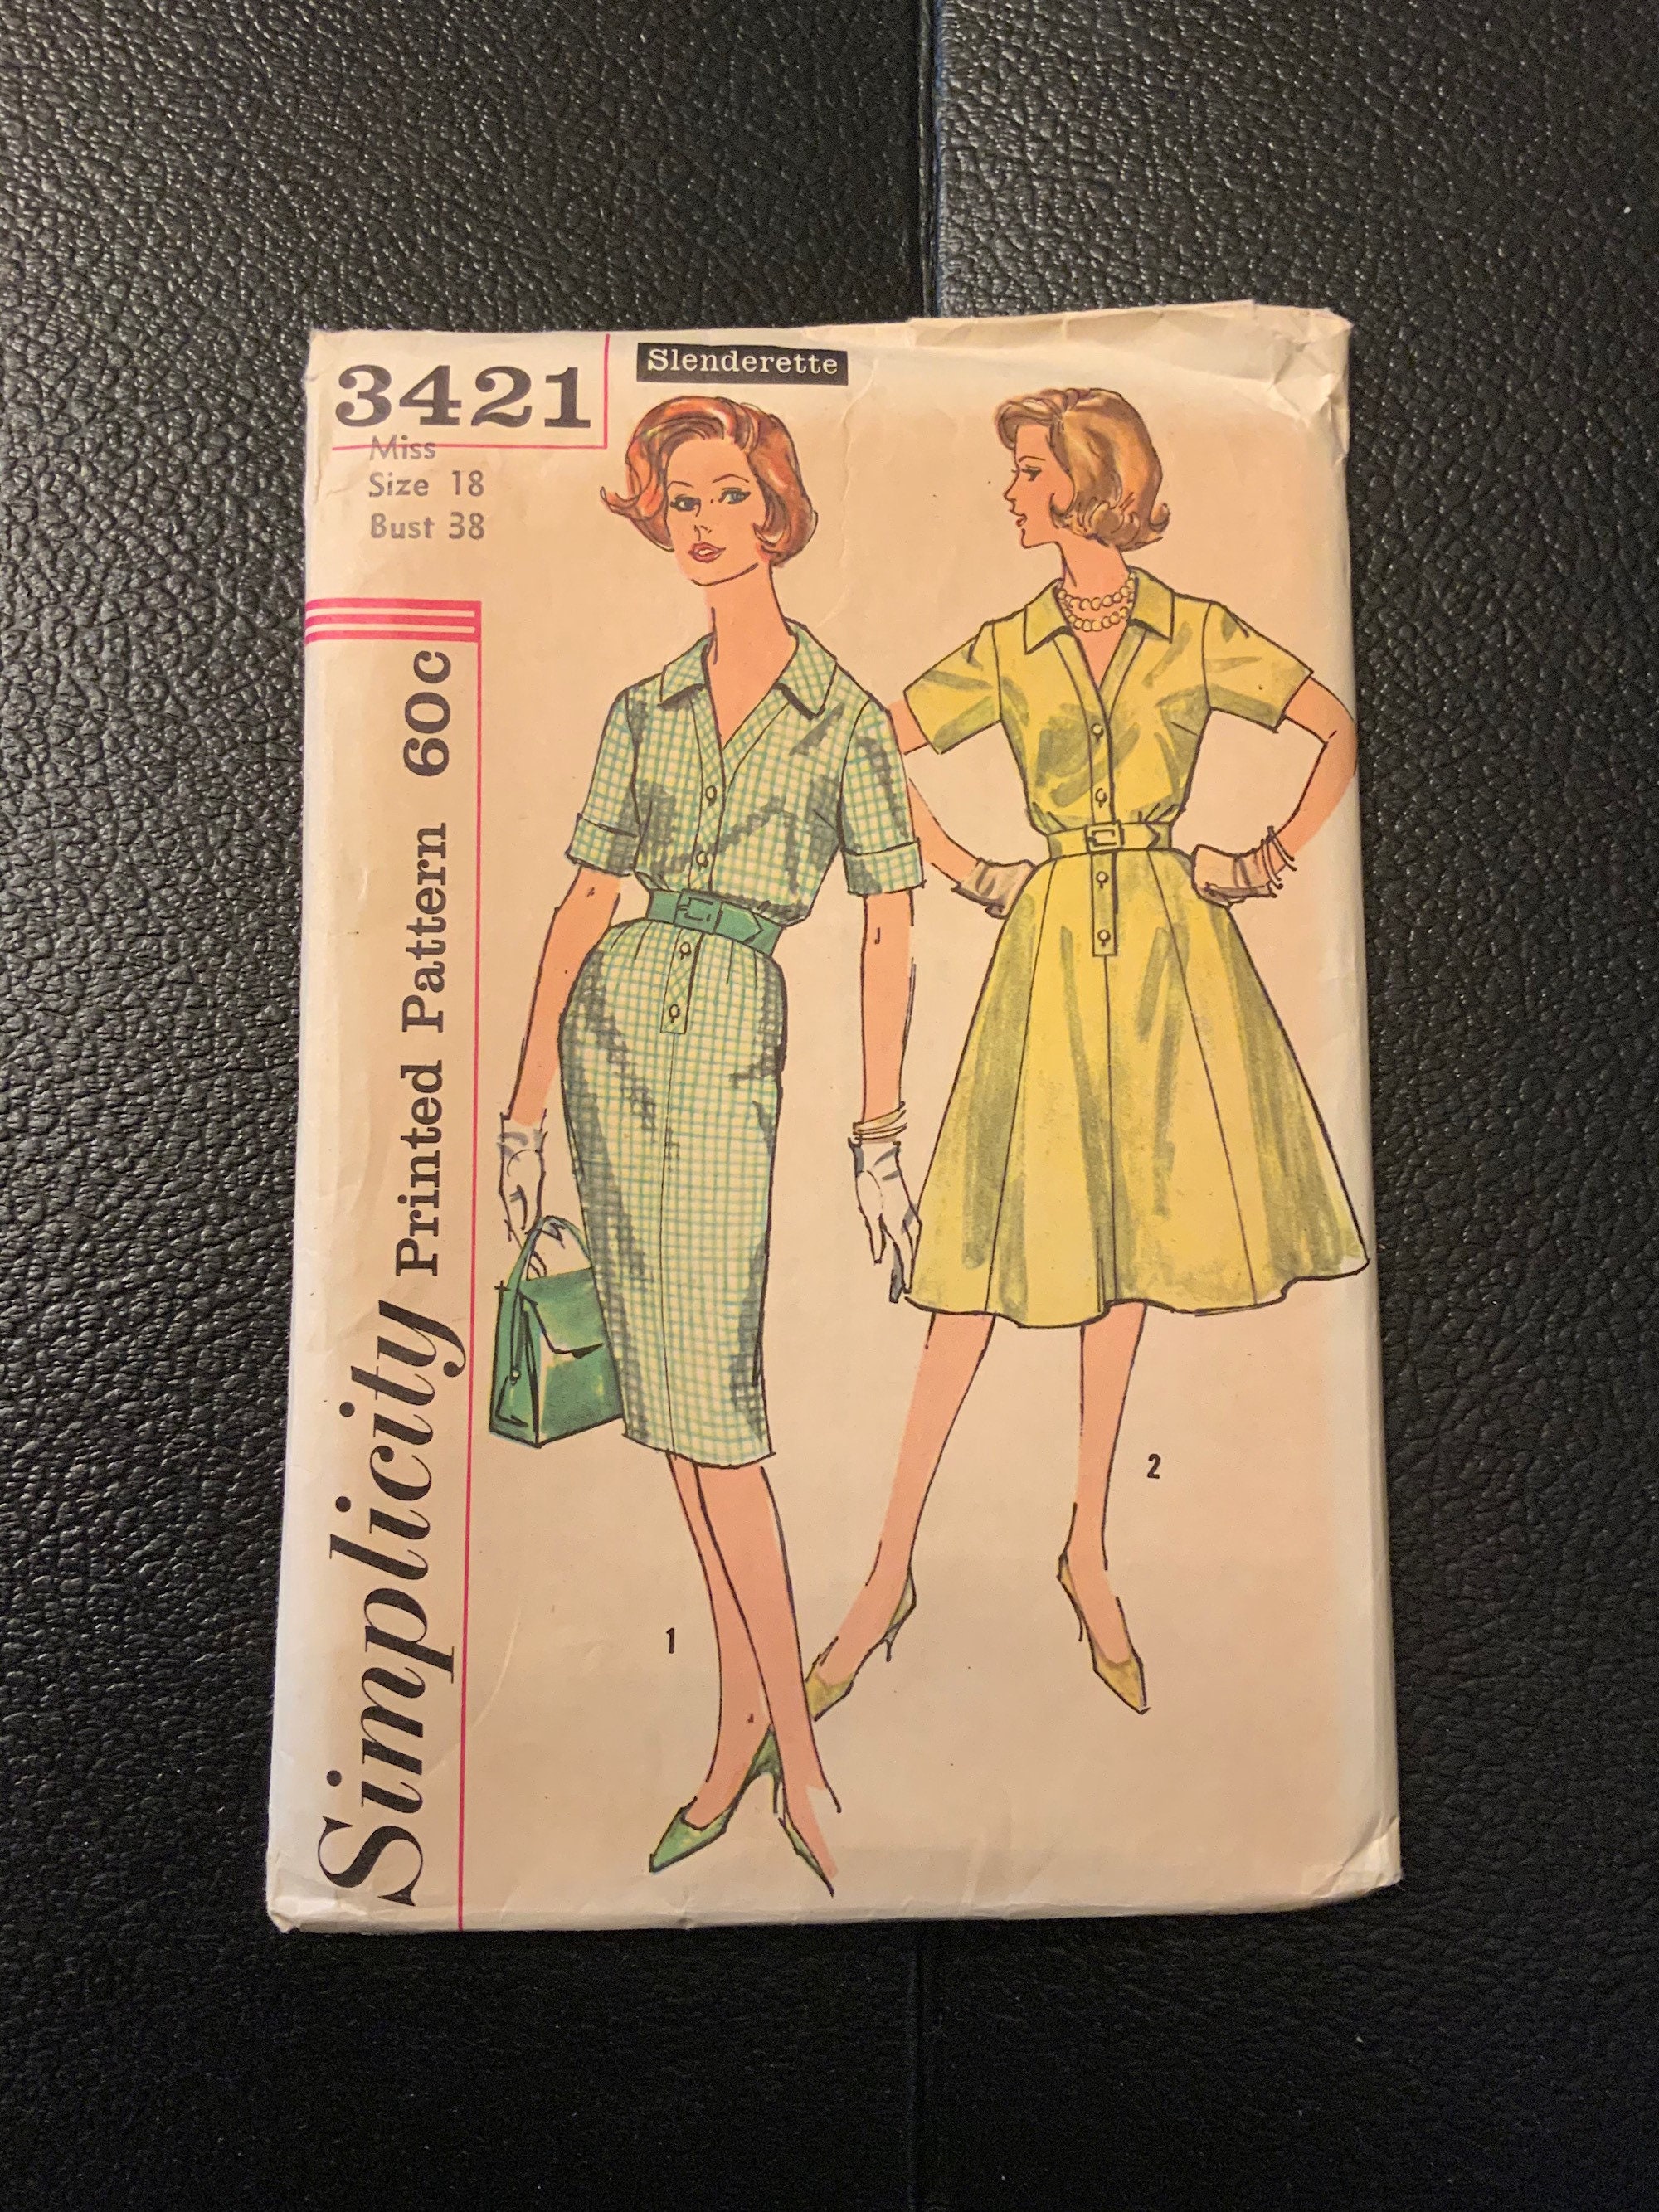 3421
Slenderette
Miss
Size 18
Bust 38
Simplicity Printed Pattern 60c
1
2